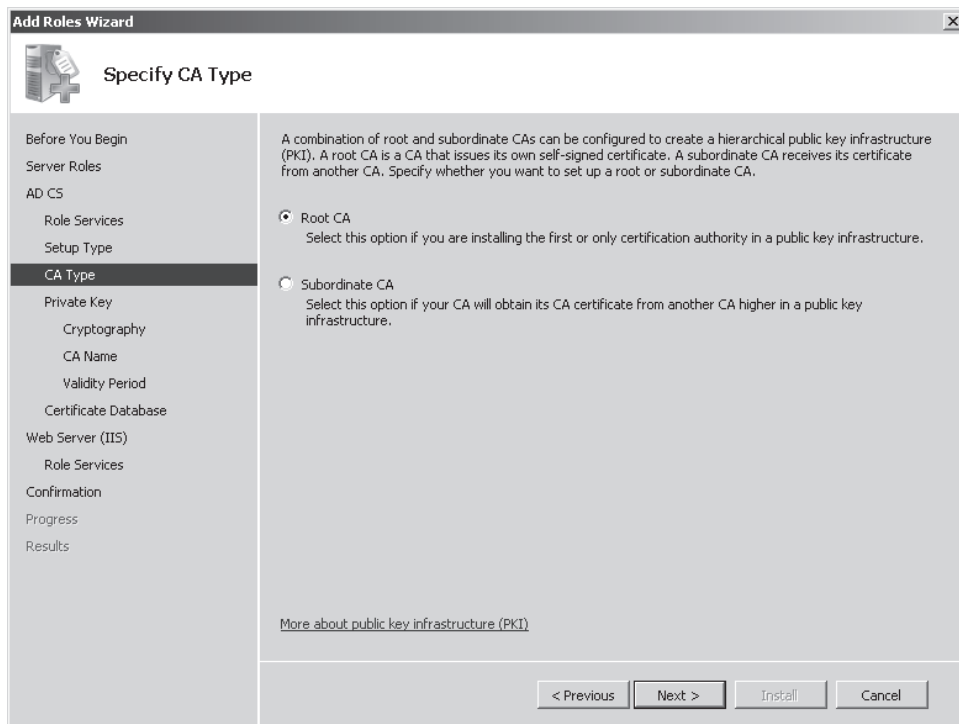 Add Roles Wizard
Specify CA Type
Before You Begin
Server Roles
AD CS
Role Services
Setup Type
CA Type
Private Key
Cryptography
CA Name
Validity Period
Certificate Database
Web Server (IIS)
Role Services
Confirmation
Progress
Results
A combination of root and subordinate CAs can be configured to create a hierarchical public key infrastructure
(PKI). A root CA is a CA that issues its own self-signed certificate. A subordinate CA receives its certificate
from another CA. Specify whether you want to set up a root or subordinate CA.
Root CA
Select this option if you are installing the first or only certification authority in a public key infrastructure.
Subordinate CA
Select this option if your CA will obtain its CA certificate from another CA higher in a public key
infrastructure.
More about public key infrastructure (PKI)
< Previous
Next >
Install
Cancel